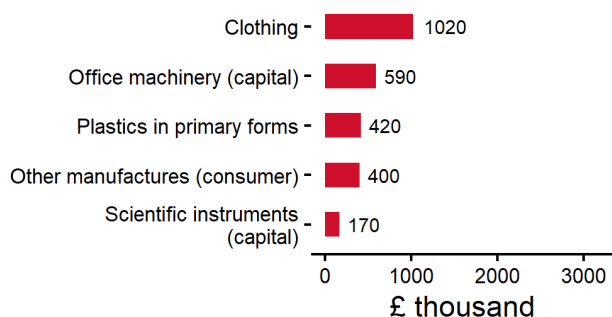 Clothing 1020
Office machinery (capital) 590
Plastics in primary forms 420
Other manufactures (consumer) 400
Scientific instruments
(capital) 170
0 1000 2000 3000
£ thousand